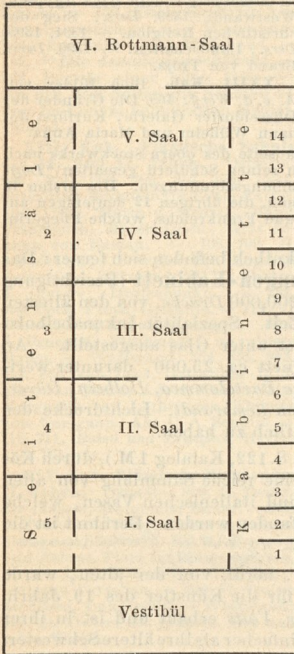 VI. Rottmann-Saal
V. Saal
IV. Saal
III. Saal
II. Saal
I. Saal
Vestibül
Seitensäle
2
3
4
5
Kabinette
14
13
12
11
10
9
8
7
6
5
4
3
2
1